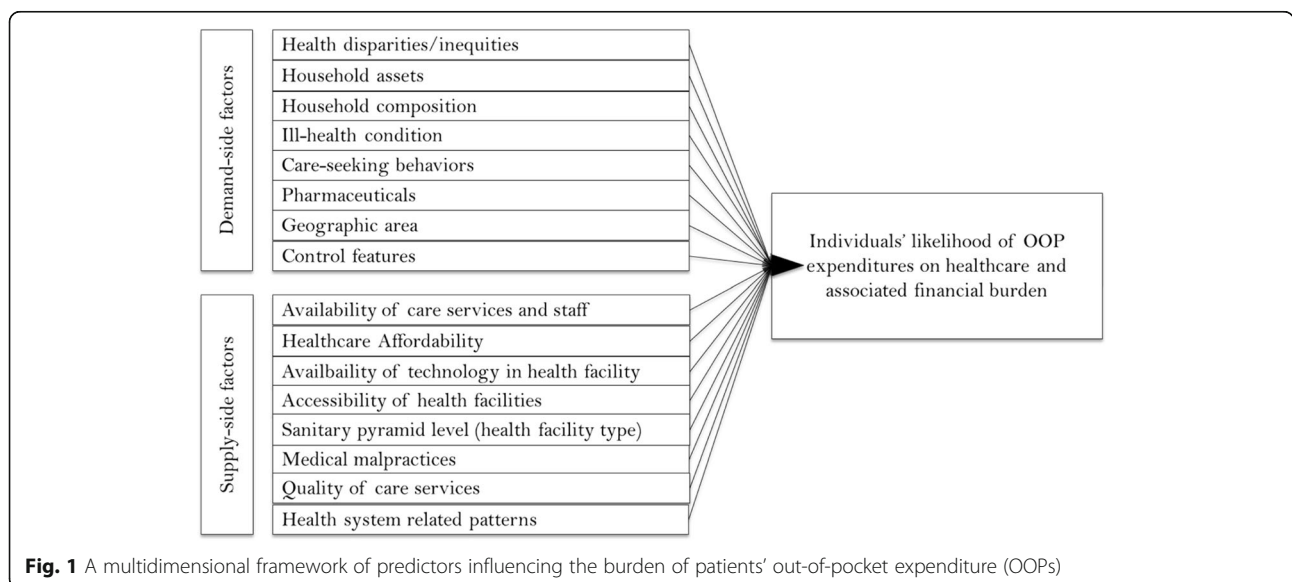 Demand-side factors
Health disparities/inequities
Household assets
Household composition
Ill-health condition
Care-seeking behaviors
Pharmaceuticals
Geographic area
Control features
Supply-side factors
Availability of care services and staff
Healthcare Affordability
Availbaility of technology in health facility
Accessibility of health facilities
Sanitary pyramid level (health facility type)
Medical malpractices
Quality of care services
Health system related patterns
Individuals' likelihood of OOP
expenditures on healthcare and
associated financial burden
Fig. 1 A multidimensional framework of predictors influencing the burden of patients' out-of-pocket expenditure (OOPs)